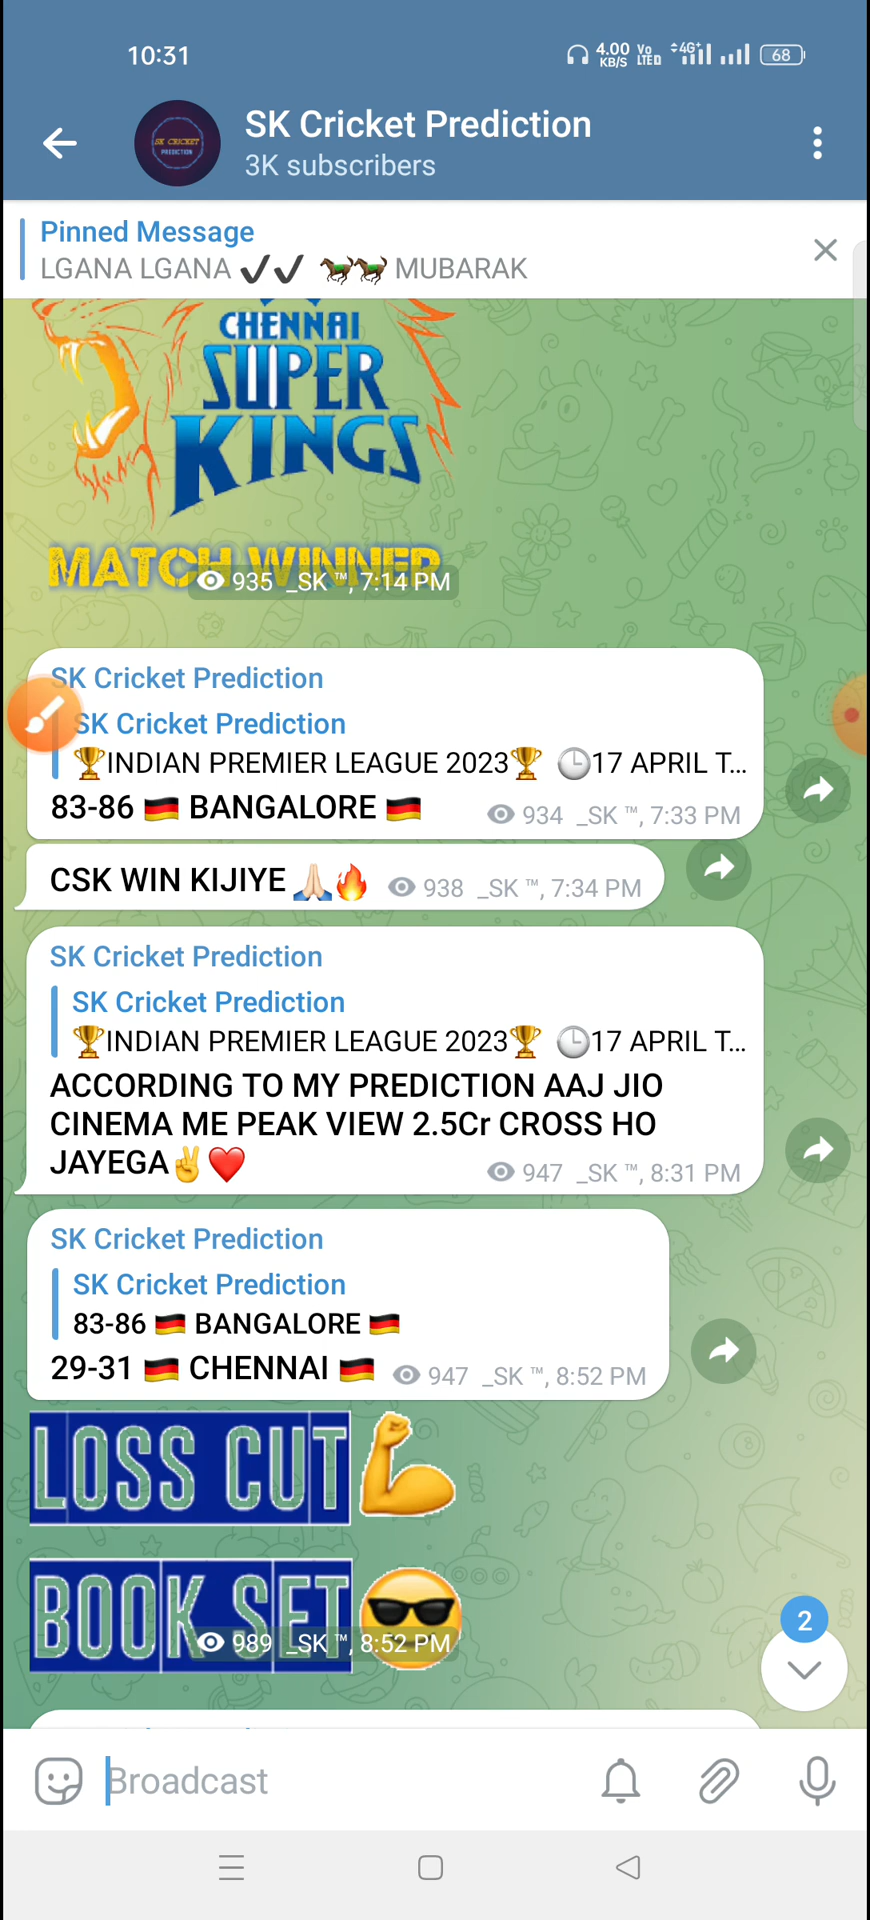 10:31
4.00
KB/S
Vo
LTE
4G+
68
SK CRICKET
PREDICTION
SK Cricket Prediction
3K subscribers
Pinned Message
LGANA LGANA ✔️✔️ 🐎🐎 MUBARAK
CHENNAI
SUPER
KINGS
MATCH WINNER
935 _SK ™, 7:14 PM
SK Cricket Prediction
SK Cricket Prediction
🏆INDIAN PREMIER LEAGUE 2023🏆 🕒17 APRIL T...
83-86 🇩🇪 BANGALORE 🇩🇪 934 _SK ™, 7:33 PM
CSK WIN KIJIYE 🙏🏻🔥 938 _SK ™, 7:34 PM
SK Cricket Prediction
SK Cricket Prediction
🏆INDIAN PREMIER LEAGUE 2023🏆 🕒17 APRIL T...
ACCORDING TO MY PREDICTION AAJ JIO
CINEMA ME PEAK VIEW 2.5Cr CROSS HO
JAYEGA✌️❤️ 947 _SK ™, 8:31 PM
SK Cricket Prediction
SK Cricket Prediction
83-86 🇩🇪 BANGALORE 🇩🇪
29-31 🇩🇪 CHENNAI 🇩🇪 947 _SK ™, 8:52 PM
LOSS CUT💪
BOOK SET😎
989 _SK ™, 8:52 PM
2
Broadcast